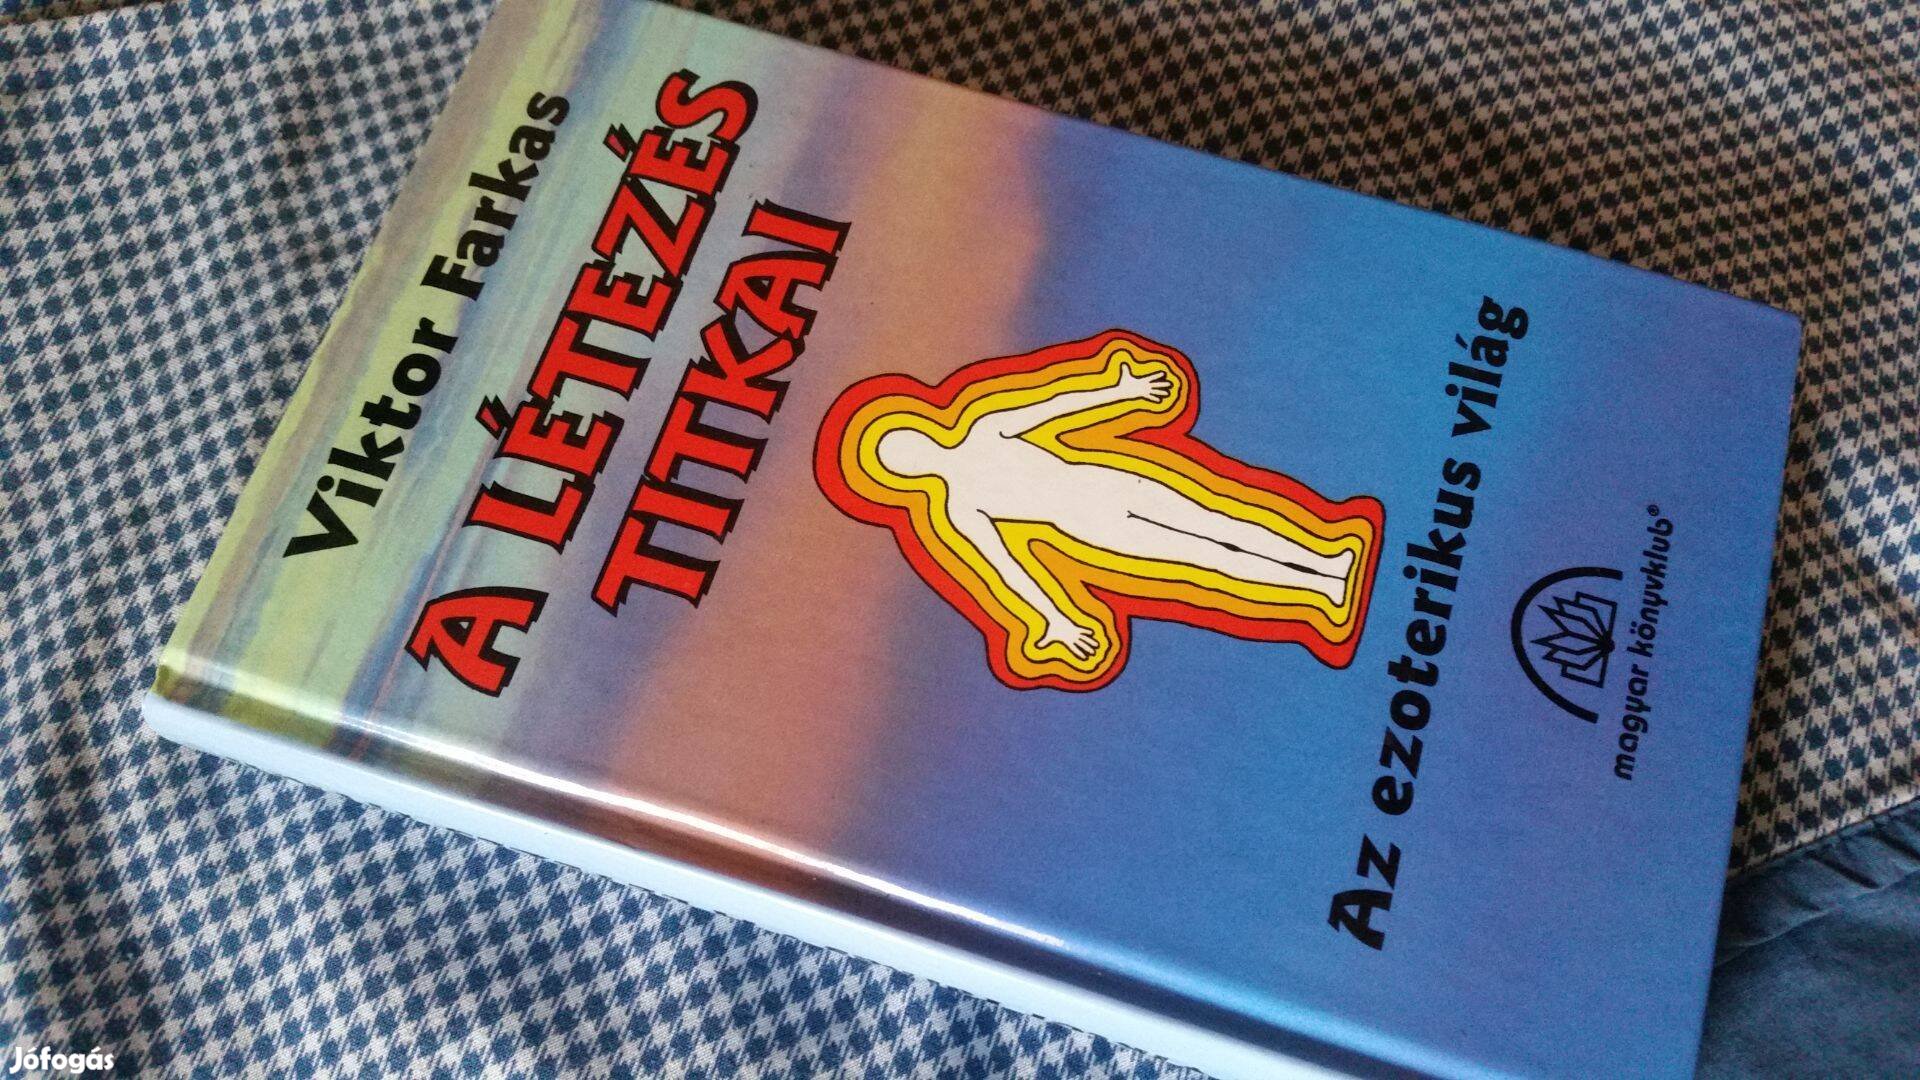 Viktor Farkas
A LÉTEZÉS
TITKAI
Az ezoterikus világ
magyar könyvklub®
Jófogás